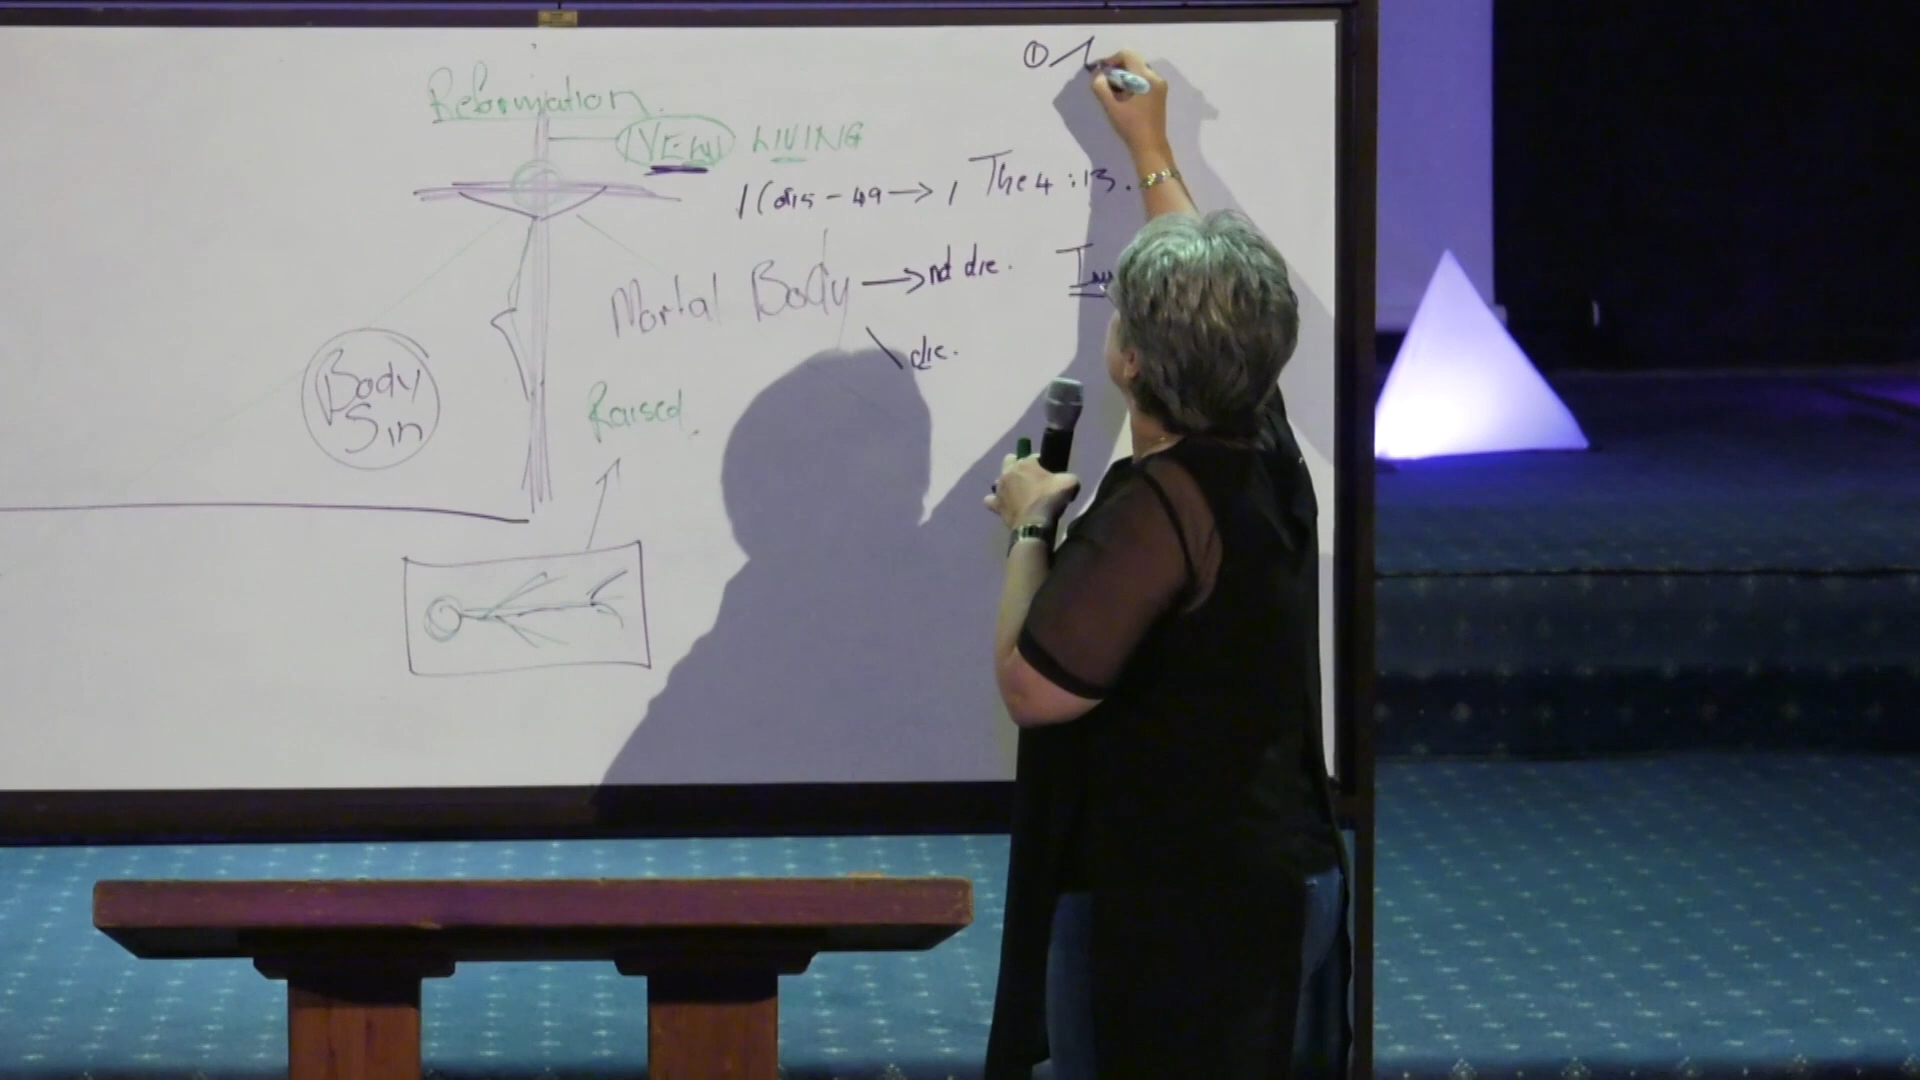 Reformation.
NEW LIVING
1 Cor 15 - 49 → 1 The 4:13.
Mortal Body → not die.
die.
Body
Sin
Raised.
①